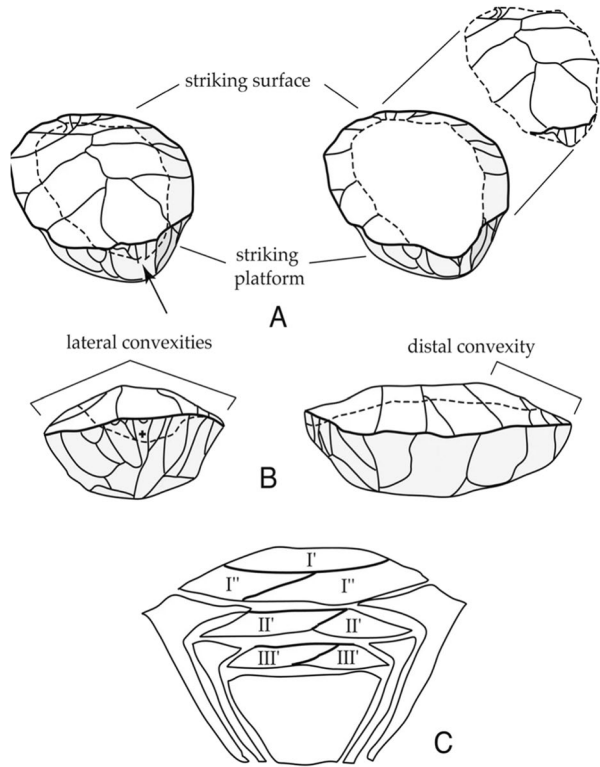 striking surface
striking
platform
A
lateral convexities
distal convexity
B
I'
I" I"
II' II'
III' III'
C